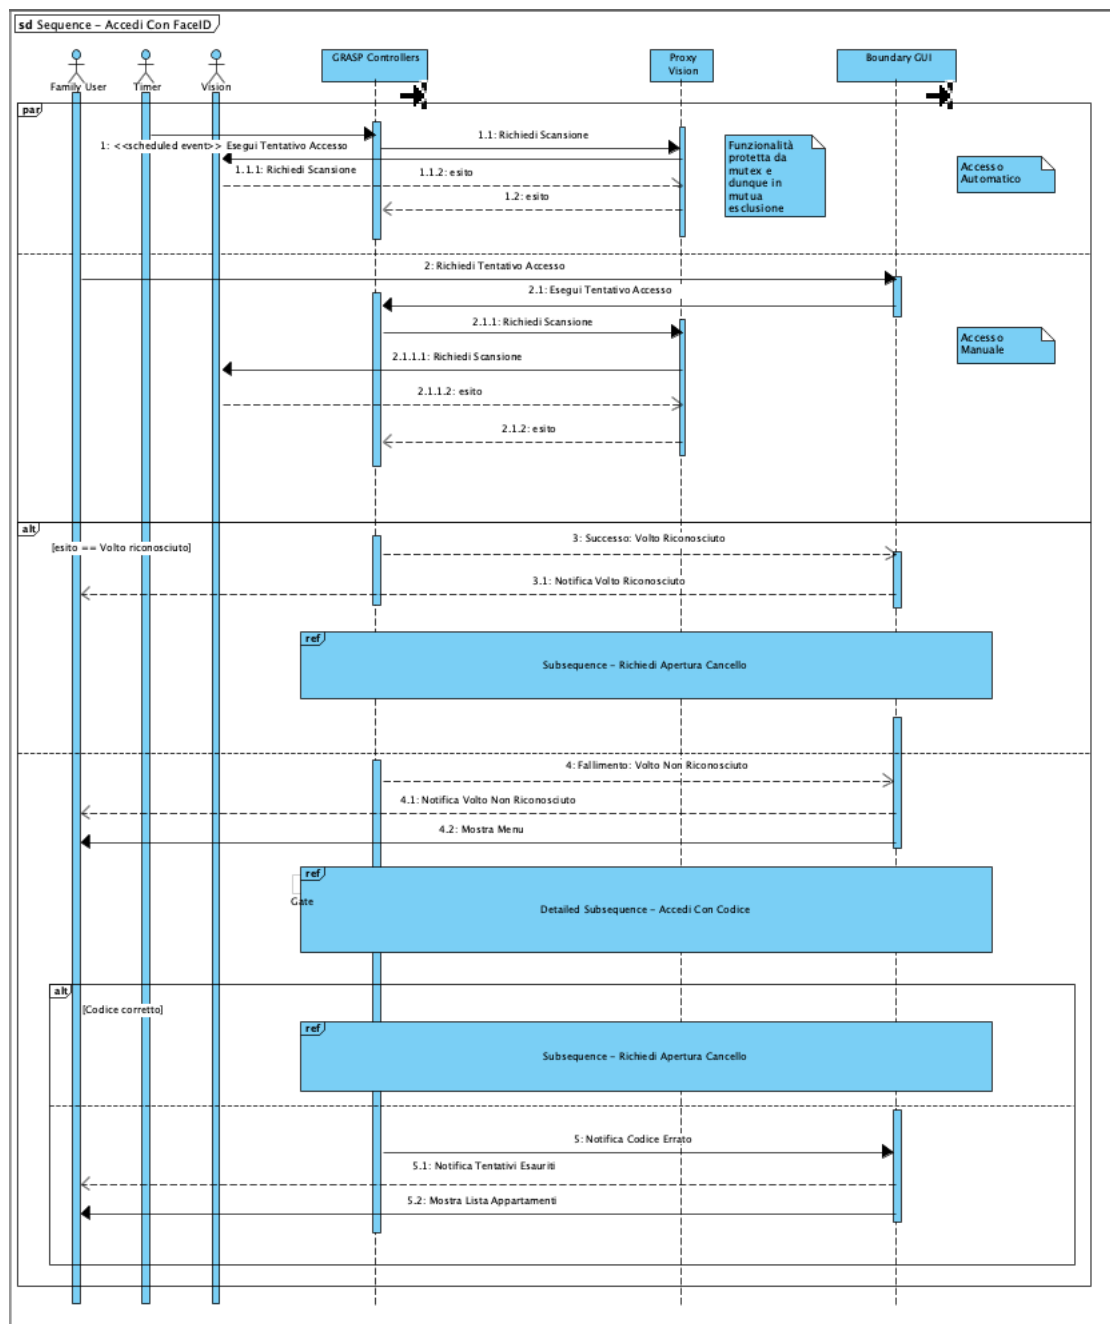 sd Sequence – Accedi Con FaceID
Family User
Timer
Vision
GRASP Controllers
Proxy
Vision
Boundary GUI
par
1: <<scheduled event>> Esegui Tentativo Accesso
1.1: Richiedi Scansione
1.1.1: Richiedi Scansione
1.1.2: esito
1.2: esito
Funzionalità
protetta da
mutex e
dunque in
mutua
esclusione
Accesso
Automatico
2: Richiedi Tentativo Accesso
2.1: Esegui Tentativo Accesso
2.1.1: Richiedi Scansione
2.1.1.1: Richiedi Scansione
2.1.1.2: esito
2.1.2: esito
Accesso
Manuale
alt
[esito == Volto riconosciuto]
3: Successo: Volto Riconosciuto
3.1: Notifica Volto Riconosciuto
ref
Subsequence – Richiedi Apertura Cancello
4: Fallimento: Volto Non Riconosciuto
4.1: Notifica Volto Non Riconosciuto
4.2: Mostra Menu
ref
Gate
Detailed Subsequence – Accedi Con Codice
alt
[Codice corretto]
ref
Subsequence – Richiedi Apertura Cancello
5: Notifica Codice Errato
5.1: Notifica Tentativi Esauriti
5.2: Mostra Lista Appartamenti